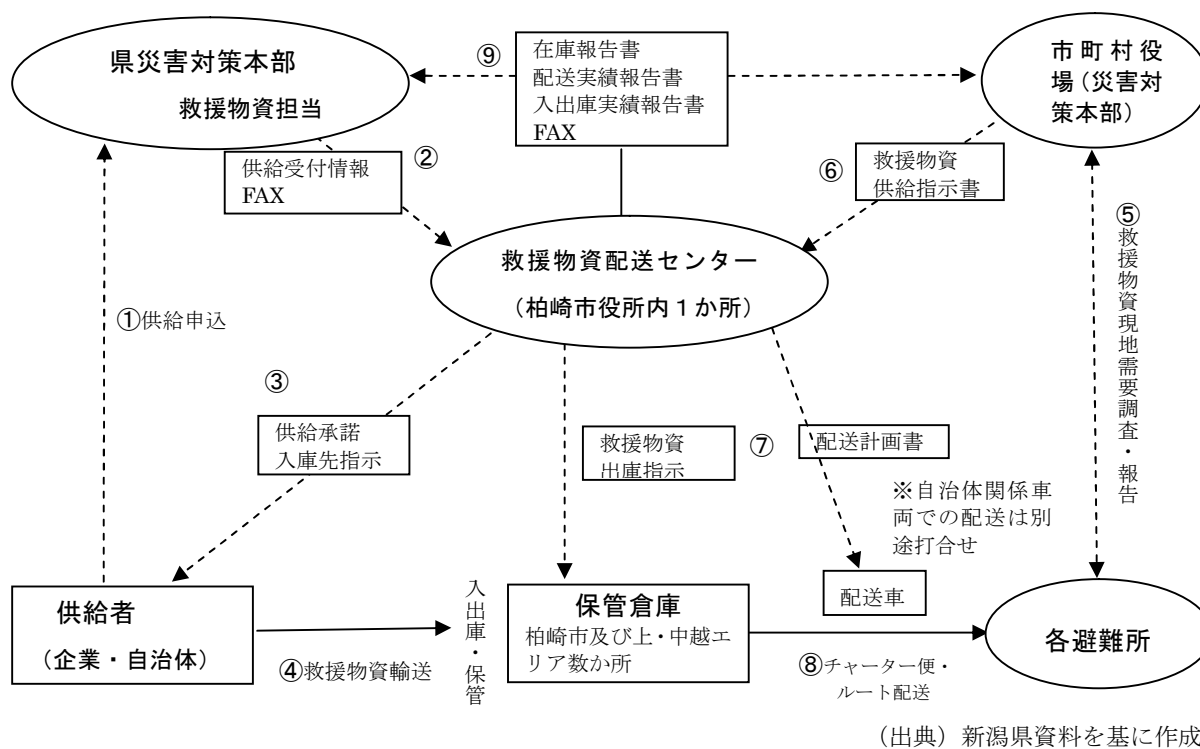 県災害対策本部
救援物資担当
⑨
在庫報告書
配送実績報告書
入出庫実績報告書
FAX
市町村役
場(災害対
策本部)
供給受付情報
FAX
②
⑥
救援物資
供給指示書
⑤救援物資現地需要調査・報告
救援物資配送センター
(柏崎市役所内1か所)
①供給申込
③
供給承諾
入庫先指示
救援物資
出庫指示
⑦
配送計画書
※自治体関係車
両での配送は別
途打合せ
供給者
(企業・自治体)
④救援物資輸送
入出庫・保管
保管倉庫
柏崎市及び上・中越エ
リア数か所
配送車
⑧チャーター便・
ルート配送
各避難所
(出典)新潟県資料を基に作成